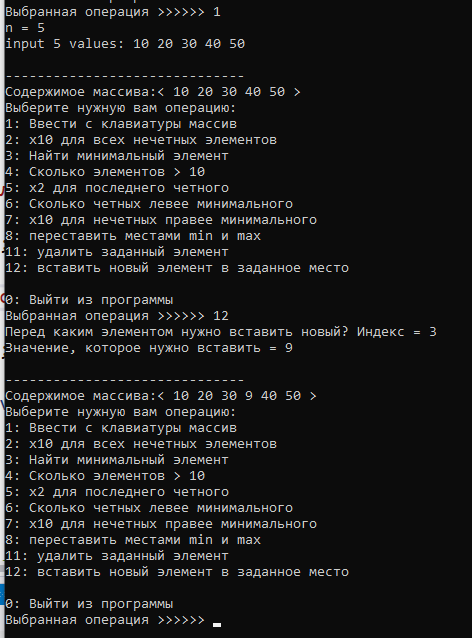 Выбранная операция >>>>>> 1
n = 5
input 5 values: 10 20 30 40 50
------------------------------
Содержимое массива:< 10 20 30 40 50 >
Выберите нужную вам операцию:
1: Ввести с клавиатуры массив
2: x10 для всех нечетных элементов
3: Найти минимальный элемент
4: Сколько элементов > 10
5: x2 для последнего четного
6: Сколько четных левее минимального
7: x10 для нечетных правее минимального
8: переставить местами min и max
11: удалить заданный элемент
12: вставить новый элемент в заданное место
0: Выйти из программы
Выбранная операция >>>>>> 12
Перед каким элементом нужно вставить новый? Индекс = 3
Значение, которое нужно вставить = 9
------------------------------
Содержимое массива:< 10 20 30 9 40 50 >
Выберите нужную вам операцию:
1: Ввести с клавиатуры массив
2: x10 для всех нечетных элементов
3: Найти минимальный элемент
4: Сколько элементов > 10
5: x2 для последнего четного
6: Сколько четных левее минимального
7: x10 для нечетных правее минимального
8: переставить местами min и max
11: удалить заданный элемент
12: вставить новый элемент в заданное место
0: Выйти из программы
Выбранная операция >>>>>>